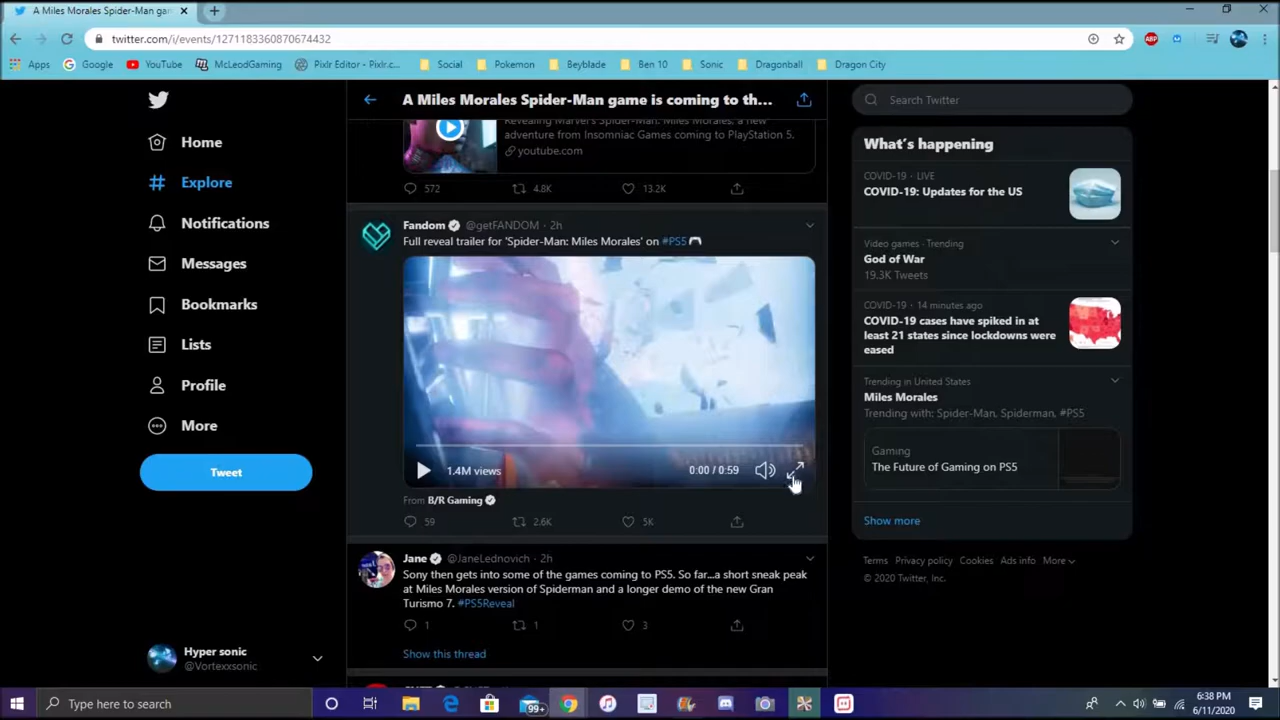 A Miles Morales Spider-Man gam
twitter.com/i/events/1271183360870674432
Apps
Google
YouTube
McLeodGaming
Pixlr Editor - Pixlr.c...
Social
Pokemon
Beyblade
Ben 10
Sonic
Dragonball
Dragon City
Home
Explore
Notifications
Messages
Bookmarks
Lists
Profile
More
Tweet
Hyper sonic
@Vortexxsonic
A Miles Morales Spider-Man game is coming to th...
Revealing Marvel's Spider-Man: Miles Morales, a new
adventure from Insomniac Games coming to PlayStation 5.
youtube.com
572 4.8K 13.2K
Fandom @getFANDOM · 2h
Full reveal trailer for 'Spider-Man: Miles Morales' on #PS5
1.4M views 0:00 / 0:59
From B/R Gaming
59 2.6K 5K
Jane @JaneLednovich · 2h
Sony then gets into some of the games coming to PS5. So far...a short sneak peak
at Miles Morales version of Spiderman and a longer demo of the new Gran
Turismo 7. #PS5Reveal
1 1 3
Show this thread
Search Twitter
What's happening
COVID-19 · LIVE
COVID-19: Updates for the US
Video games · Trending
God of War
19.3K Tweets
COVID-19 · 14 minutes ago
COVID-19 cases have spiked in at
least 21 states since lockdowns were
eased
Trending in United States
Miles Morales
Trending with: Spider-Man, Spiderman, #PS5
Gaming
The Future of Gaming on PS5
Show more
Terms Privacy policy Cookies Ads info More
© 2020 Twitter, Inc.
ABP
Type here to search
99+
6:38 PM
6/11/2020